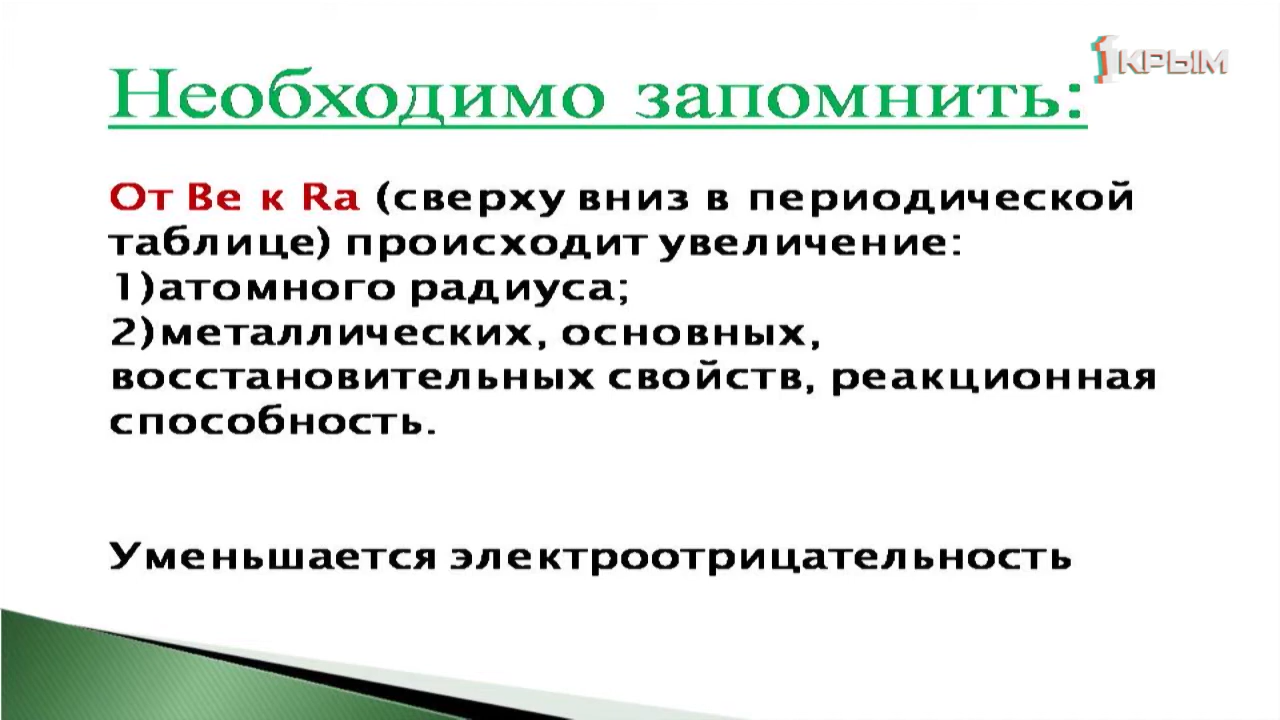 1КРЫМ
Необходимо запомнить:
От Be к Ra (сверху вниз в периодической
таблице) происходит увеличение:
1)атомного радиуса;
2)металлических, основных,
восстановительных свойств, реакционная
способность.
Уменьшается электроотрицательность